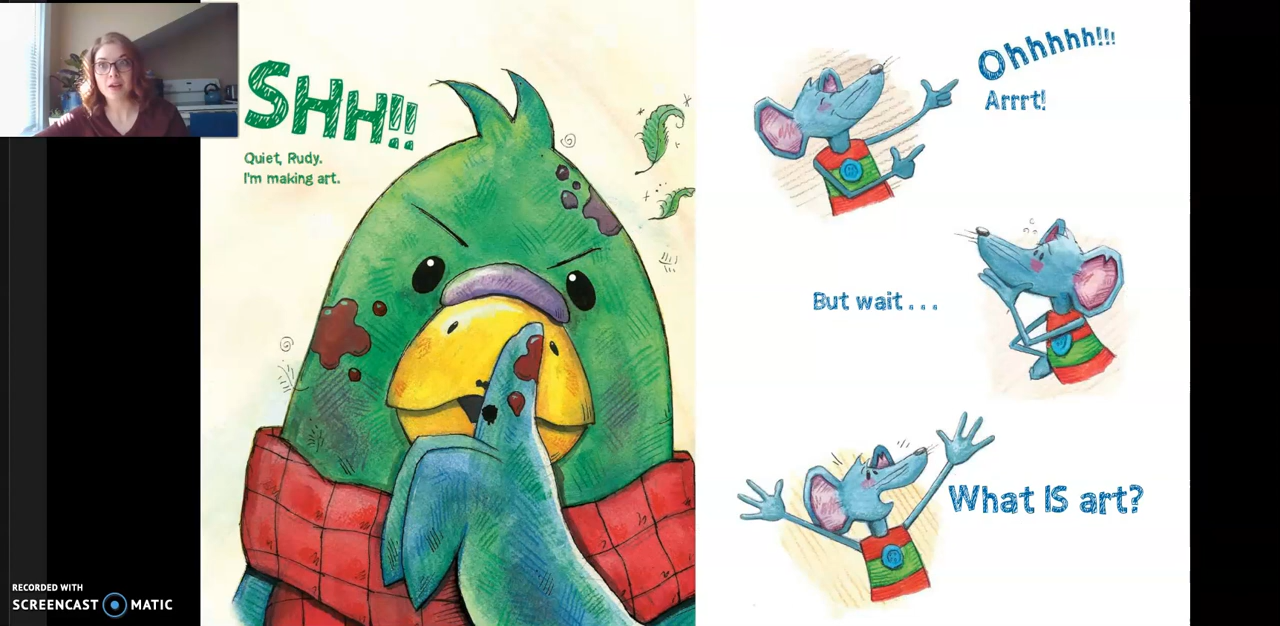 SHH!!
Quiet, Rudy.
I'm making art.
Ohhhhh!!!
Arrrt!
But wait . . .
What IS art?
RECORDED WITH
SCREENCAST MATIC